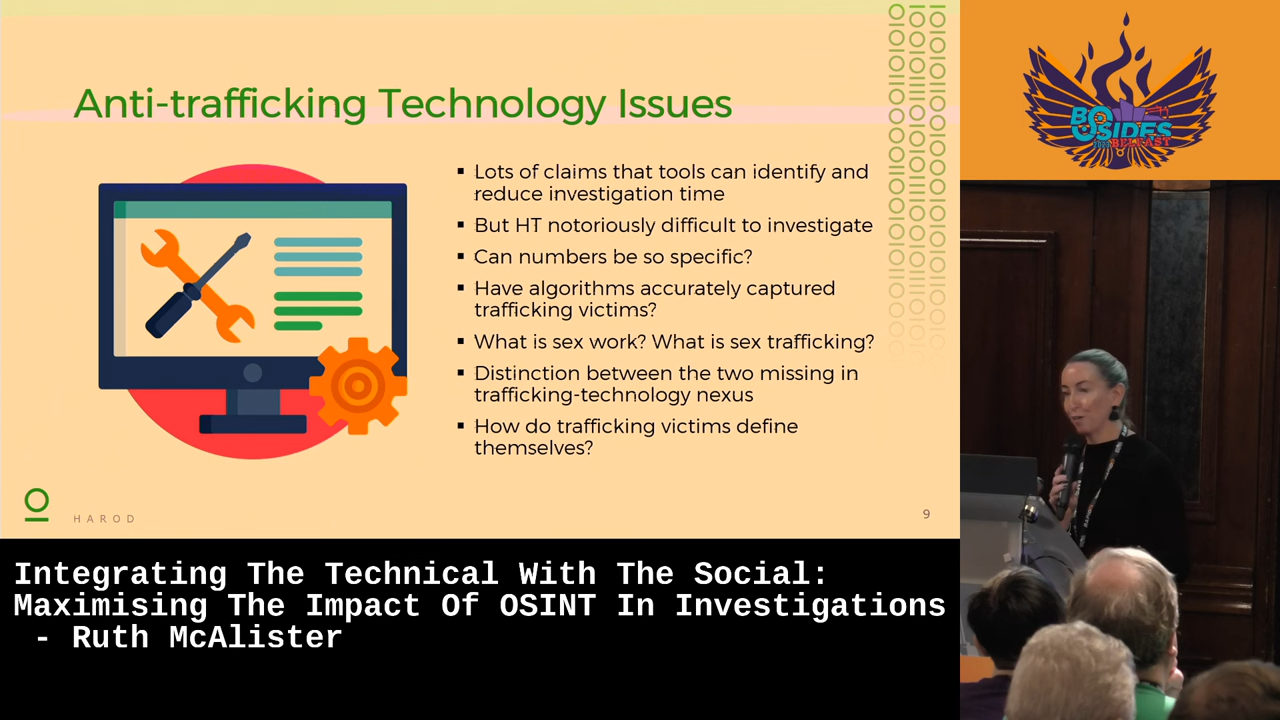 Anti-trafficking Technology Issues
▪ Lots of claims that tools can identify and
reduce investigation time
▪ But HT notoriously difficult to investigate
▪ Can numbers be so specific?
▪ Have algorithms accurately captured
trafficking victims?
▪ What is sex work? What is sex trafficking?
▪ Distinction between the two missing in
trafficking-technology nexus
▪ How do trafficking victims define
themselves?
HAROD
9
BSIDES
BELFAST
Integrating The Technical With The Social:
Maximising The Impact Of OSINT In Investigations
- Ruth McAlister